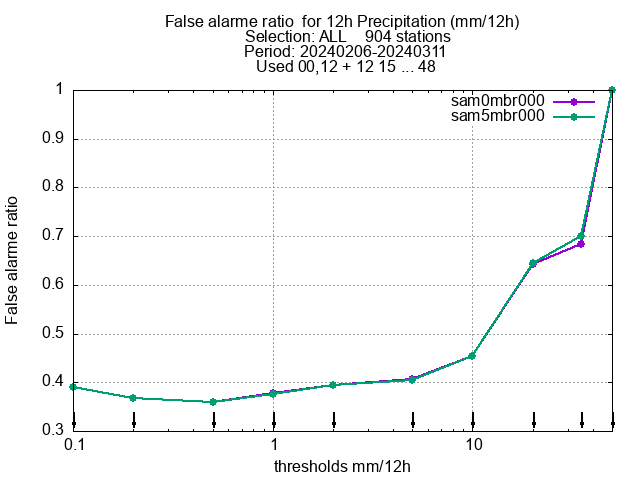 False alarme ratio  for 12h Precipitation (mm/12h)
Selection: ALL    904 stations
Period: 20240206-20240311
Used 00,12 + 12 15 ... 48
sam0mbr000
sam5mbr000
1
0.9
0.8
0.7
0.6
0.5
0.4
0.3
False alarme ratio
0.1 1 10
thresholds mm/12h